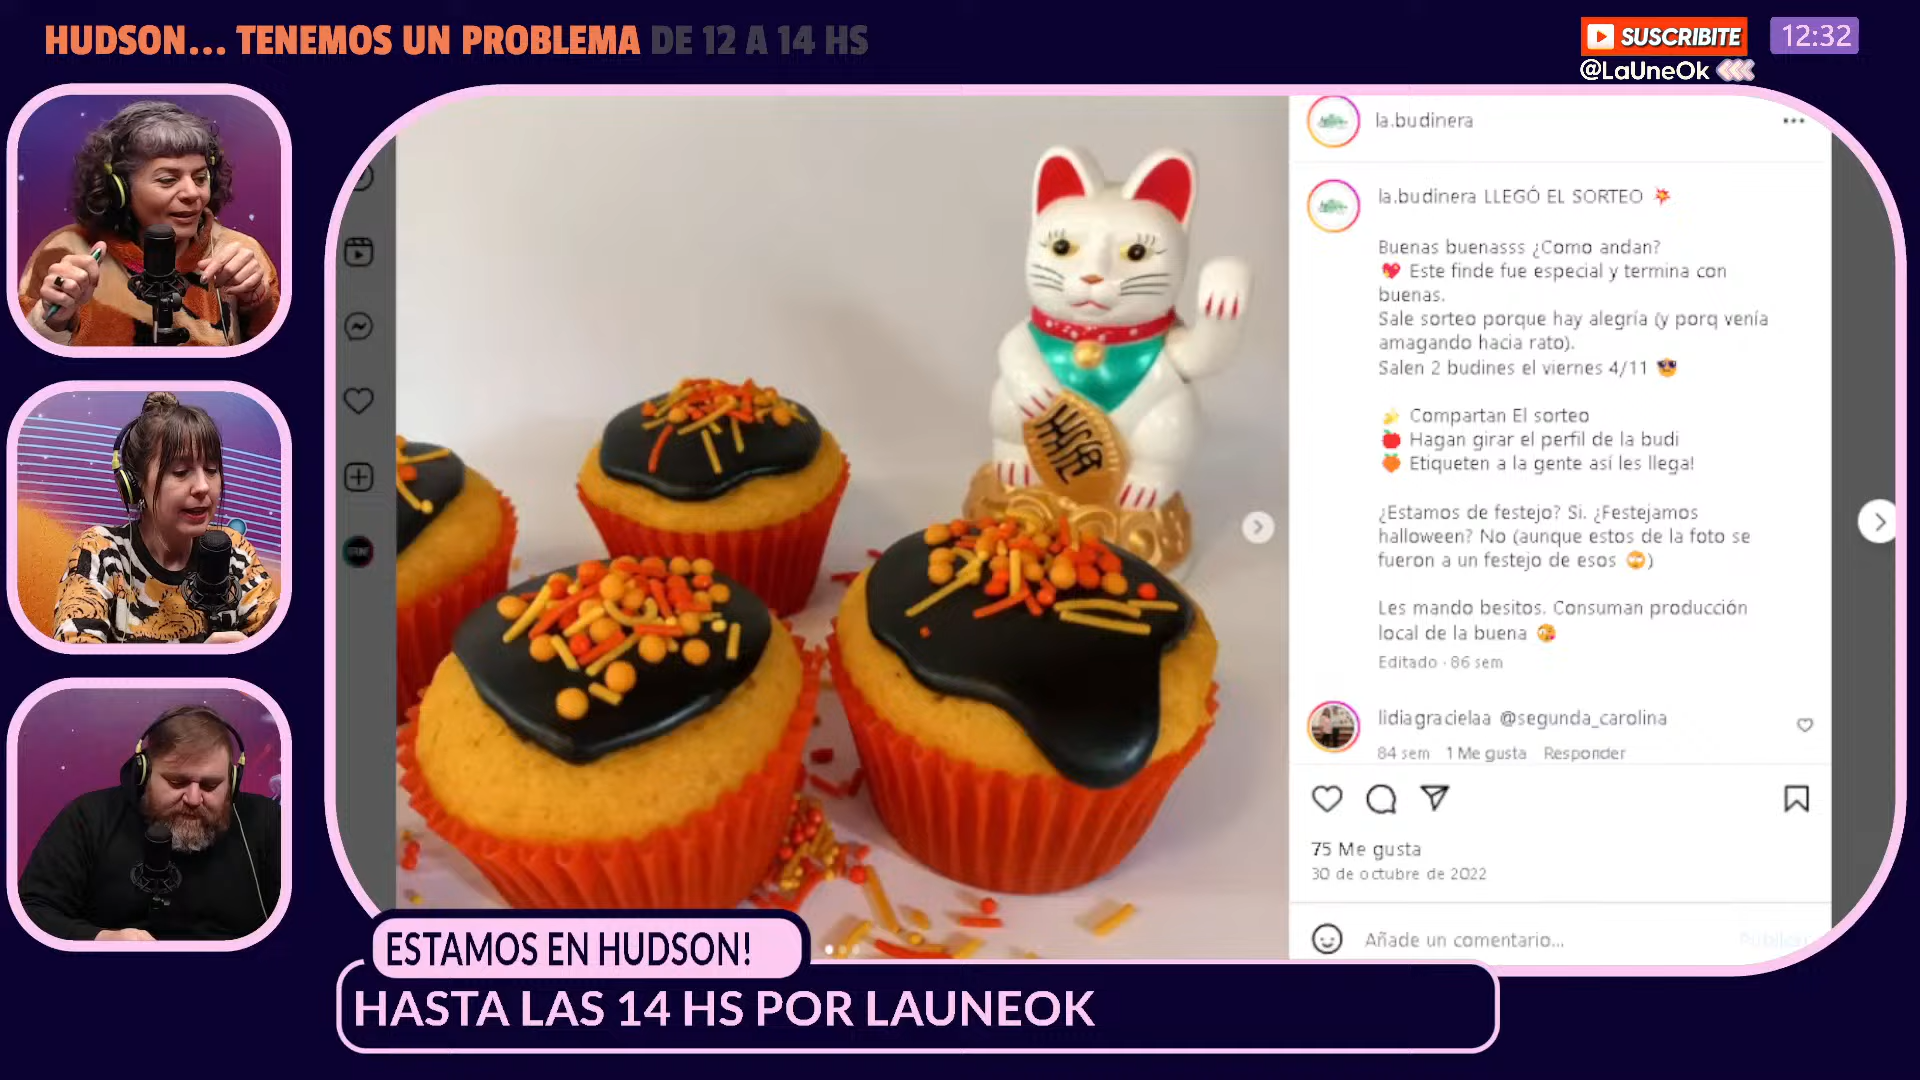 HUDSON... TENEMOS UN PROBLEMA DE 12 A 14 HS
SUSCRIBITE
@LaUneOk
12:32
la.budinera
la.budinera LLEGÓ EL SORTEO
Buenas buenasss ¿Como andan?
Este finde fue especial y termina con
buenas.
Sale sorteo porque hay alegría (y porq venía
amagando hacia rato).
Salen 2 budines el viernes 4/11
Compartan El sorteo
Hagan girar el perfil de la budi
Etiqueten a la gente así les llega!
¿Estamos de festejo? Si. ¿Festejamos
halloween? No (aunque estos de la foto se
fueron a un festejo de esos )
Les mando besitos. Consuman producción
local de la buena
Editado · 86 sem
lidiagracielaa @segunda_carolina
84 sem 1 Me gusta Responder
75 Me gusta
30 de octubre de 2022
Añade un comentario...
Publicar
ESTAMOS EN HUDSON!
HASTA LAS 14 HS POR LAUNEOK